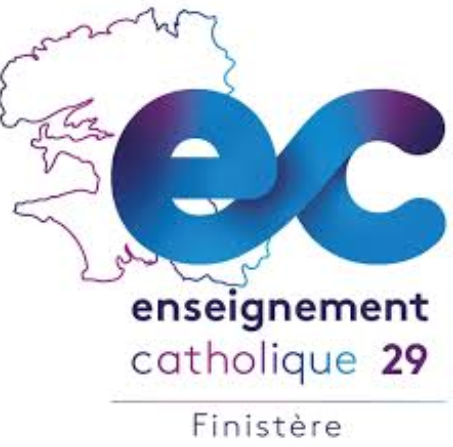 ec
enseignement
catholique 29
Finistère